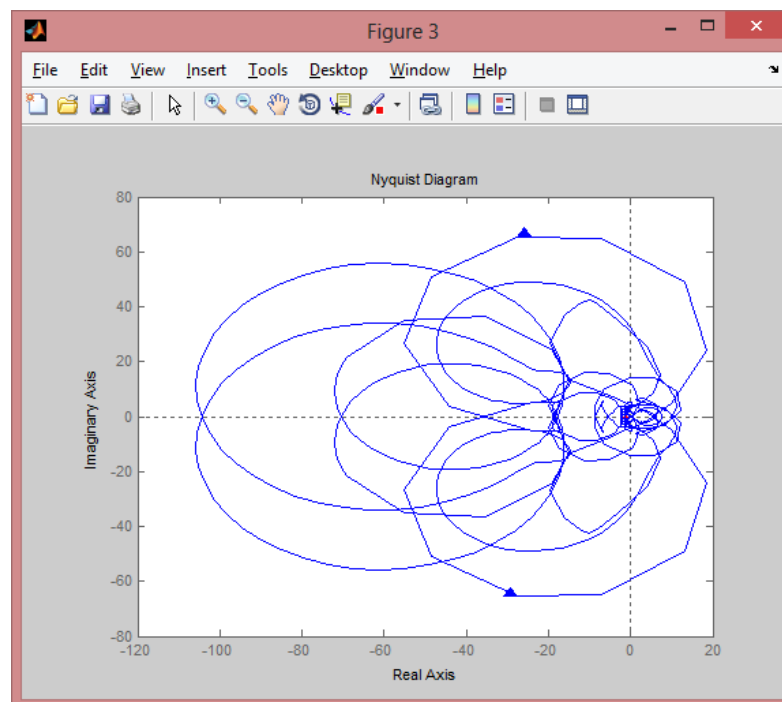 Figure 3
File Edit View Insert Tools Desktop Window Help
Nyquist Diagram
80
60
40
20
0
-20
-40
-60
-80
-120 -100 -80 -60 -40 -20 0 20
Imaginary Axis
Real Axis